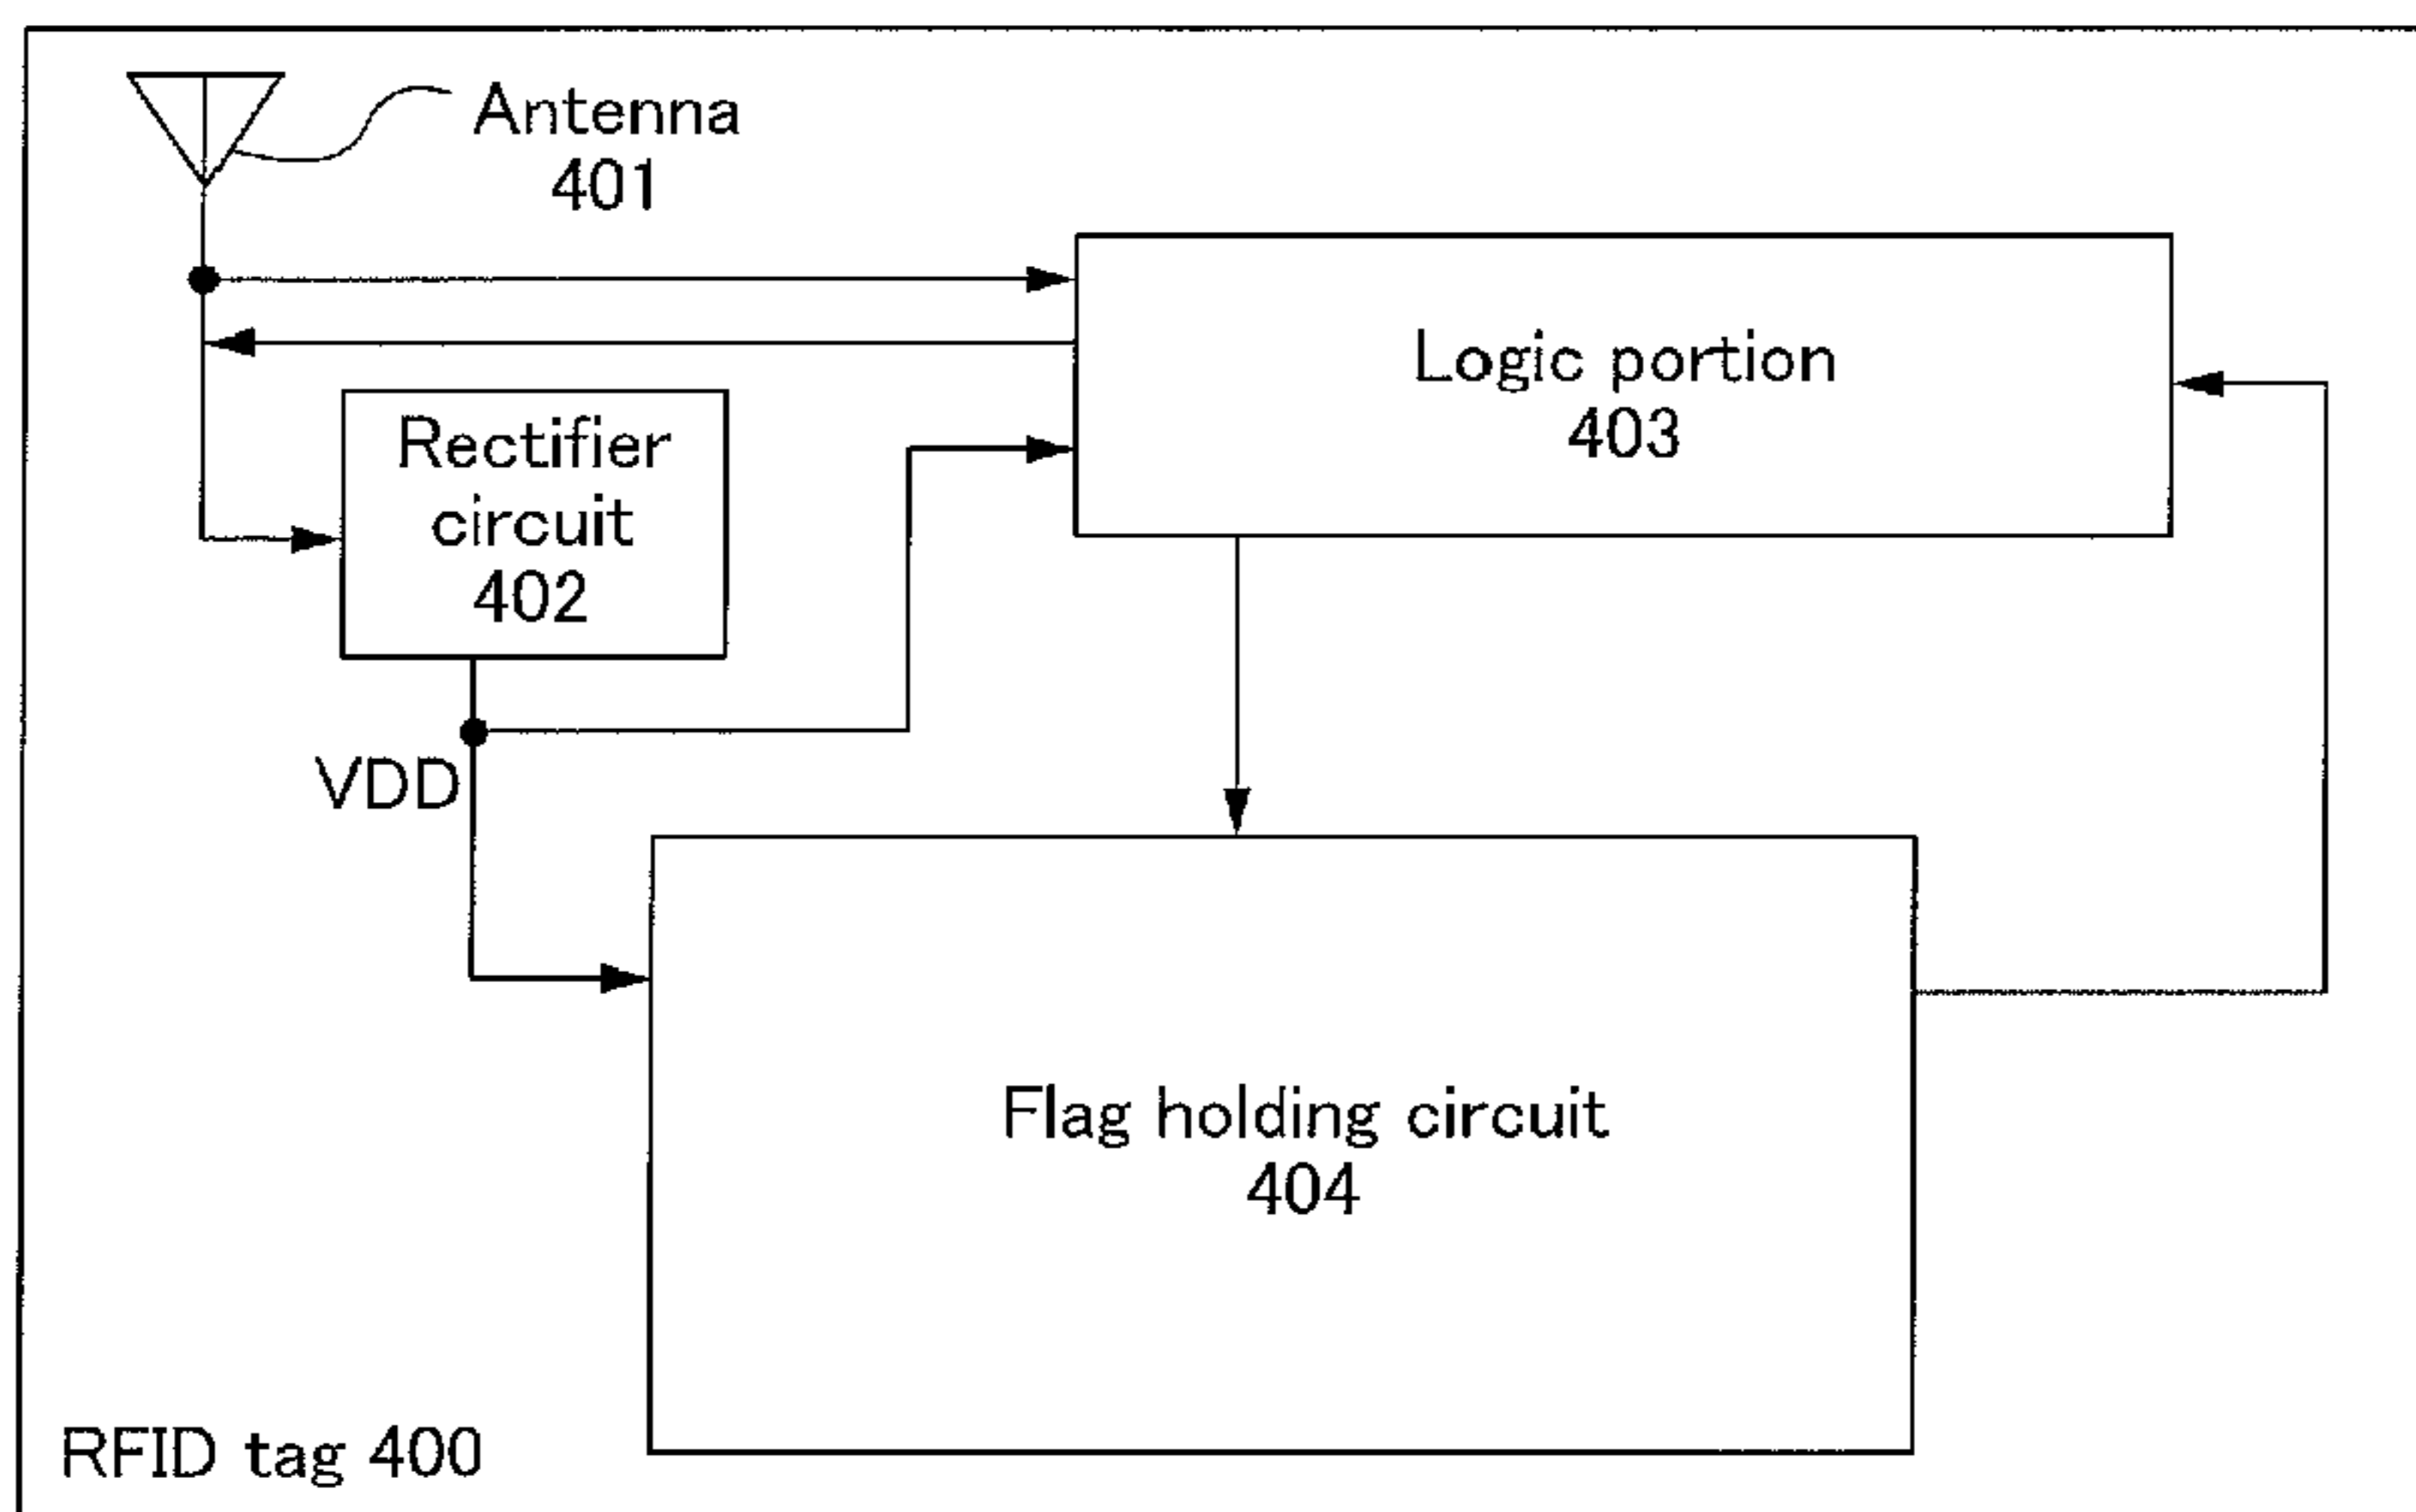 Antenna
401
Logic portion
403
Rectifier
circuit
402
VDD
Flag holding circuit
404
RFID tag 400